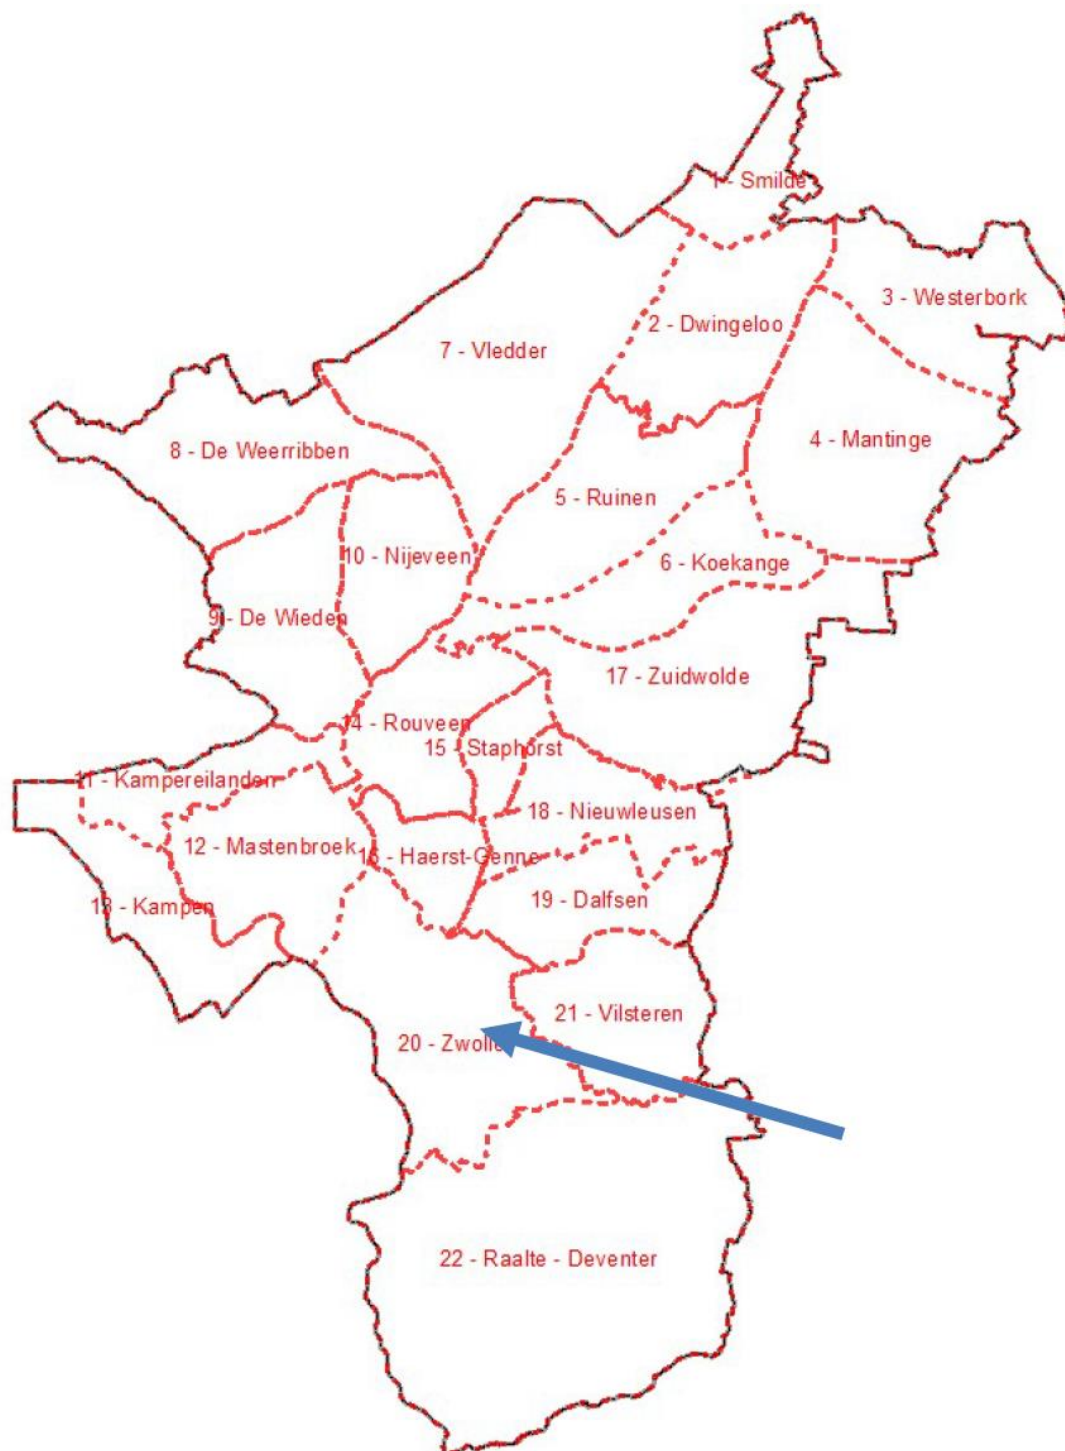 1 - Smilde
3 - Westerbork
2 - Dwingeloo
7 - Vledder
4 - Mantinge
8 - De Weerribben
5 - Ruinen
10 - Nijeveen
6 - Koekange
9 - De Wieden
17 - Zuidwolde
14 - Rouveen
15 - Staphorst
11 - Kampereilanden
18 - Nieuwleusen
12 - Mastenbroek
16 - Haerst-Genne
19 - Dalfsen
13 - Kampen
21 - Vilsteren
20 - Zwolle
22 - Raalte - Deventer